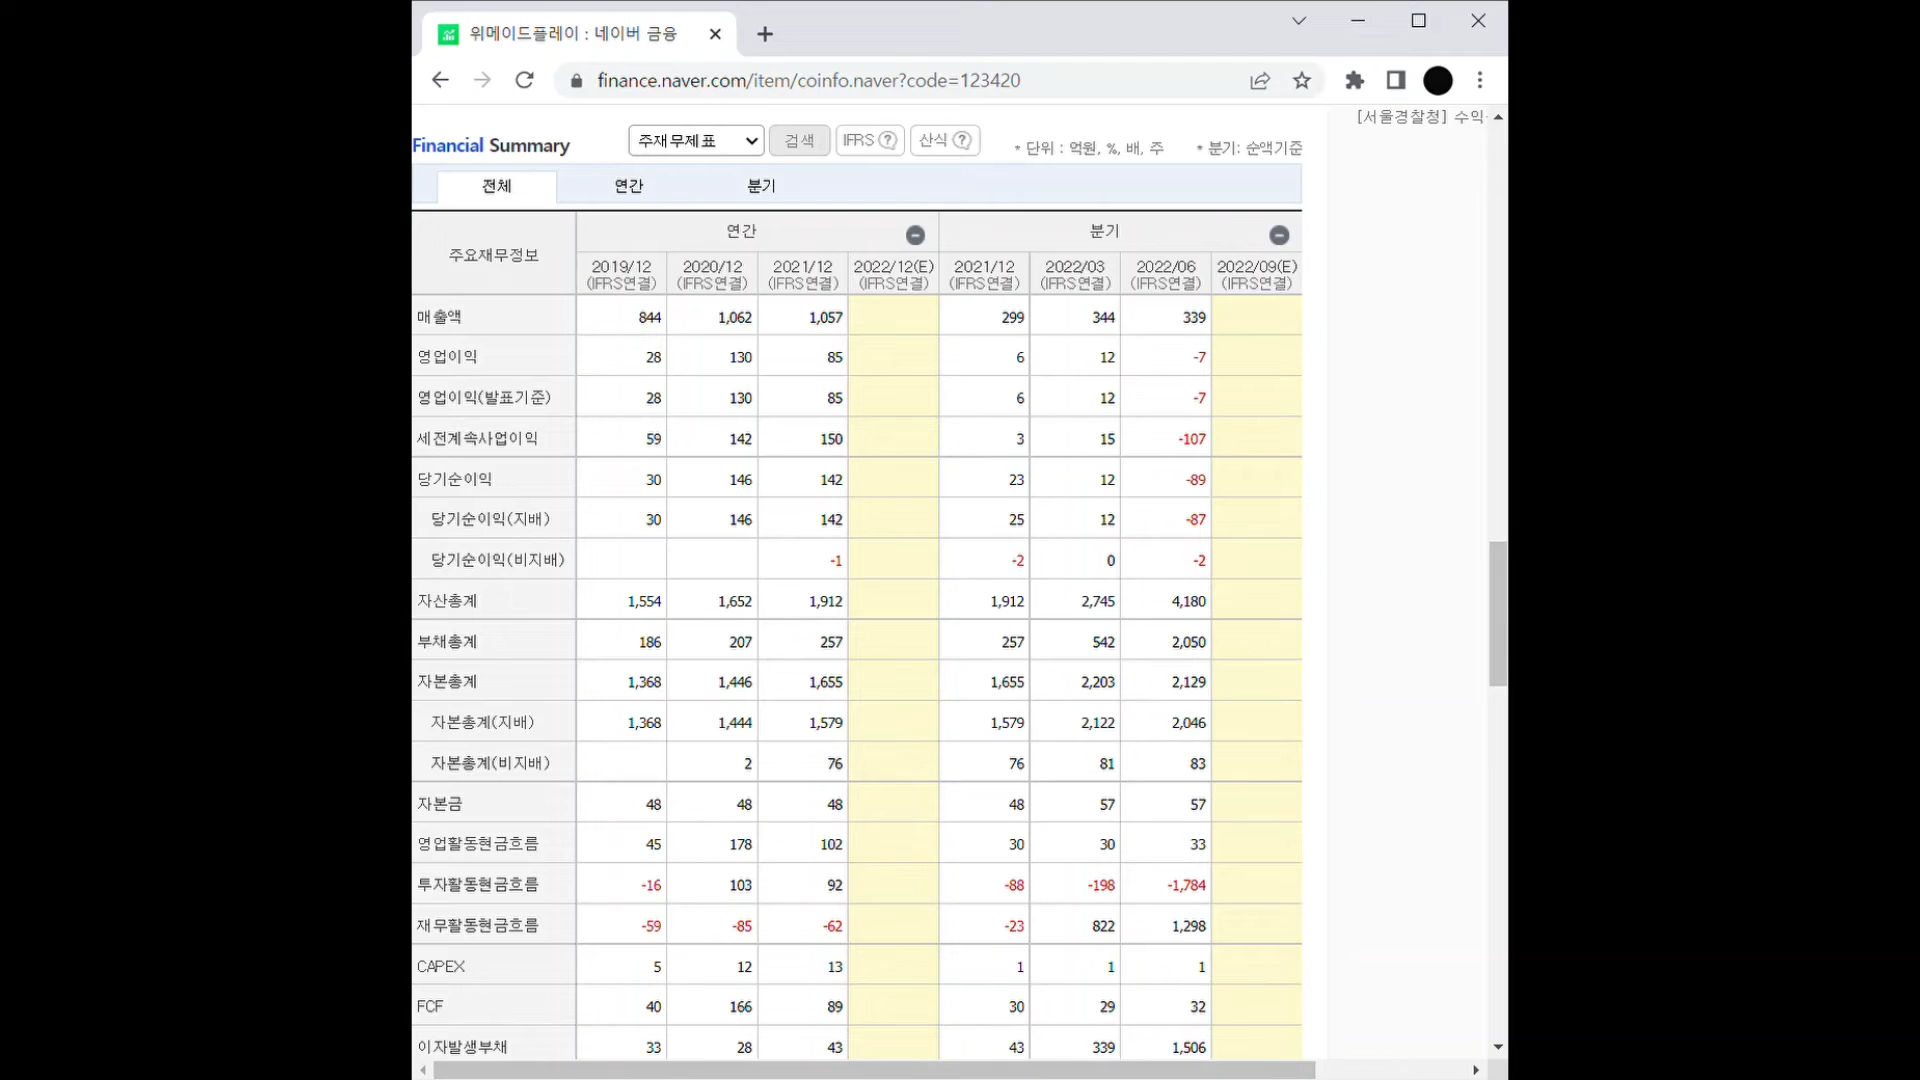 위메이드플레이 : 네이버 금융
finance.naver.com/item/coinfo.naver?code=123420
[서울경찰청] 수익
Financial Summary 주재무제표 검색 IFRS ? 산식 ? * 단위 : 억원, %, 배, 주 * 분기: 순액기준
전체 연간 분기
주요재무정보 연간 분기
2019/12 2020/12 2021/12 2022/12(E) 2021/12 2022/03 2022/06 2022/09(E)
(IFRS연결) (IFRS연결) (IFRS연결) (IFRS연결) (IFRS연결) (IFRS연결) (IFRS연결) (IFRS연결)
매출액 844 1,062 1,057 299 344 339
영업이익 28 130 85 6 12 -7
영업이익(발표기준) 28 130 85 6 12 -7
세전계속사업이익 59 142 150 3 15 -107
당기순이익 30 146 142 23 12 -89
당기순이익(지배) 30 146 142 25 12 -87
당기순이익(비지배) -1 -2 0 -2
자산총계 1,554 1,652 1,912 1,912 2,745 4,180
부채총계 186 207 257 257 542 2,050
자본총계 1,368 1,446 1,655 1,655 2,203 2,129
자본총계(지배) 1,368 1,444 1,579 1,579 2,122 2,046
자본총계(비지배) 2 76 76 81 83
자본금 48 48 48 48 57 57
영업활동현금흐름 45 178 102 30 30 33
투자활동현금흐름 -16 103 92 -88 -198 -1,784
재무활동현금흐름 -59 -85 -62 -23 822 1,298
CAPEX 5 12 13 1 1 1
FCF 40 166 89 30 29 32
이자발생부채 33 28 43 43 339 1,506